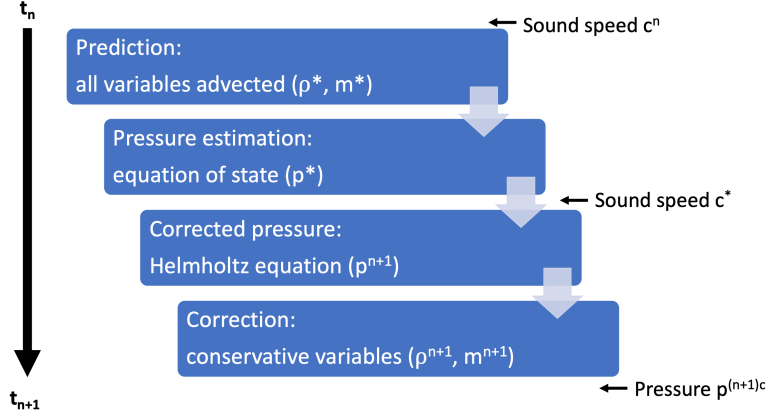 tₙ
Sound speed cⁿ
Prediction:
all variables advected (ρ*, m*)
Pressure estimation:
equation of state (p*)
Sound speed c*
Corrected pressure:
Helmholtz equation (pⁿ⁺¹)
Correction:
conservative variables (ρⁿ⁺¹, mⁿ⁺¹)
Pressure p⁽ⁿ⁺¹⁾ᶜ
tₙ₊₁